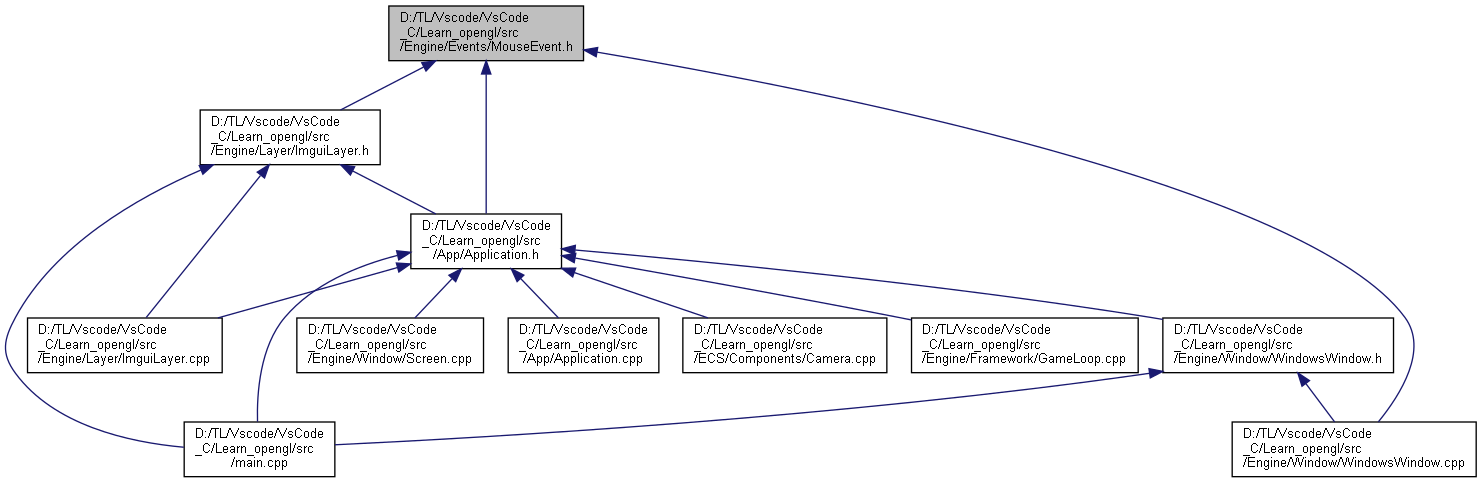 D:/TL/Vscode/VsCode
_C/Learn_opengl/src
/Engine/Events/MouseEvent.h
D:/TL/Vscode/VsCode
_C/Learn_opengl/src
/Engine/Layer/ImguiLayer.h
D:/TL/Vscode/VsCode
_C/Learn_opengl/src
/App/Application.h
D:/TL/Vscode/VsCode
_C/Learn_opengl/src
/Engine/Layer/ImguiLayer.cpp
D:/TL/Vscode/VsCode
_C/Learn_opengl/src
/Engine/Window/Screen.cpp
D:/TL/Vscode/VsCode
_C/Learn_opengl/src
/App/Application.cpp
D:/TL/Vscode/VsCode
_C/Learn_opengl/src
/ECS/Components/Camera.cpp
D:/TL/Vscode/VsCode
_C/Learn_opengl/src
/Engine/Framework/GameLoop.cpp
D:/TL/Vscode/VsCode
_C/Learn_opengl/src
/Engine/Window/WindowsWindow.h
D:/TL/Vscode/VsCode
_C/Learn_opengl/src
/main.cpp
D:/TL/Vscode/VsCode
_C/Learn_opengl/src
/Engine/Window/WindowsWindow.cpp